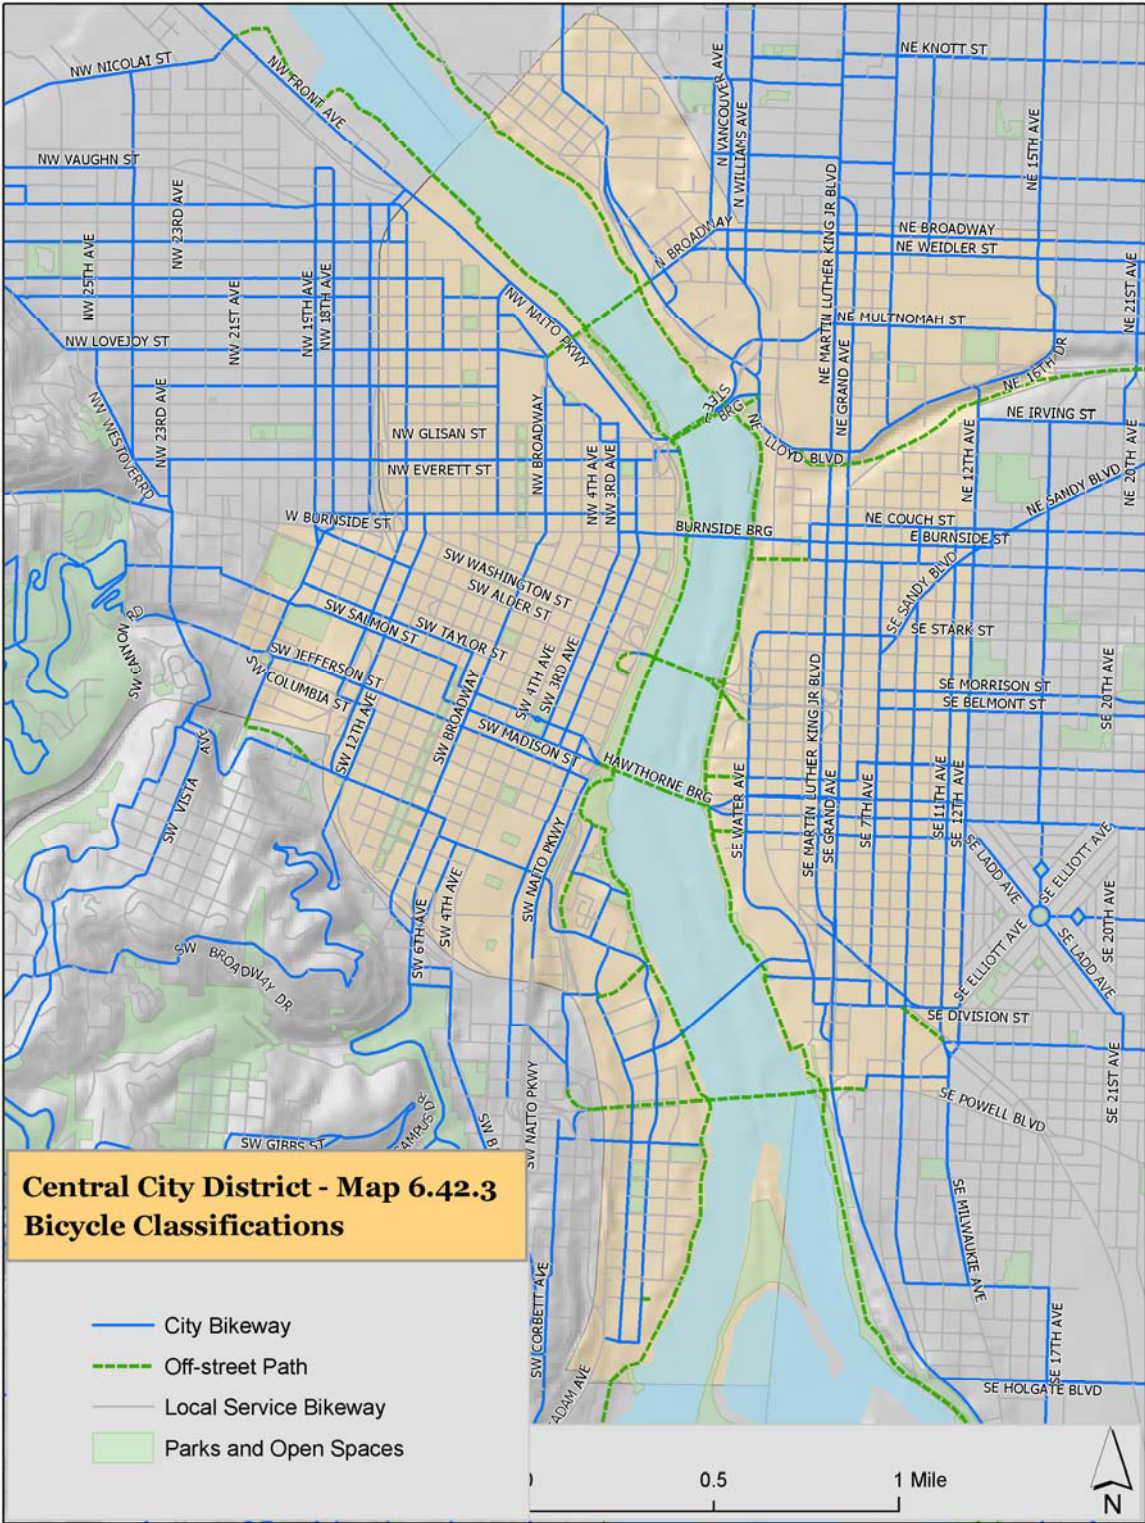 NE KNOTT ST
NW NICOLAI ST
NW FRONT AVE
N VANCOUVER AVE
N WILLIAMS AVE
NE 15TH AVE
NW VAUGHN ST
NW 23RD AVE
NE MARTIN LUTHER KING JR BLVD
N BROADWAY
NE BROADWAY
NE WEIDLER ST
NW 25TH AVE
NW 21ST AVE
NW 19TH AVE
NW 18TH AVE
NE 21ST AVE
NW NAITO PKWY
NE MULTNOMAH ST
NW LOVEJOY ST
NE GRAND AVE
NE 16TH DR
NW WESTOVER RD
NW 23RD AVE
NW BROADWAY
STEEL BRG
NE LLOYD BLVD
NE IRVING ST
NW GLISAN ST
NW EVERETT ST
NW 4TH AVE
NW 3RD AVE
NE 12TH AVE
NE 20TH AVE
NE SANDY BLVD
W BURNSIDE ST
BURNSIDE BRG
NE COUCH ST
E BURNSIDE ST
SW WASHINGTON ST
SW ALDER ST
SE SANDY BLVD
SW CANYON RD
SW SALMON ST
SW TAYLOR ST
SE STARK ST
SW JEFFERSON ST
SW COLUMBIA ST
SW 4TH AVE
SW 3RD AVE
SE MORRISON ST
SE BELMONT ST
SE 20TH AVE
SW 12TH AVE
SW BROADWAY
SW MADISON ST
HAWTHORNE BRG
SE MARTIN LUTHER KING JR BLVD
SW VISTA AVE
SE WATER AVE
SE GRAND AVE
SE 7TH AVE
SE 11TH AVE
SE 12TH AVE
SW NAITO PKWY
SE LADD AVE
SE ELLIOTT AVE
SW 6TH AVE
SW 4TH AVE
SE 20TH AVE
SW BROADWAY DR
SE ELLIOTT AVE
SE LADD AVE
SE DIVISION ST
SW NAITO PKWY
SE 21ST AVE
SE POWELL BLVD
CAMPUS DR
SW GIBBS ST
SW B
Central City District - Map 6.42.3
Bicycle Classifications
SE MILWAUKIE AVE
SW CORBETT AVE
SE 17TH AVE
City Bikeway
Off-street Path
ADAM AVE
SE HOLGATE BLVD
Local Service Bikeway
Parks and Open Spaces
0.5
1 Mile
N